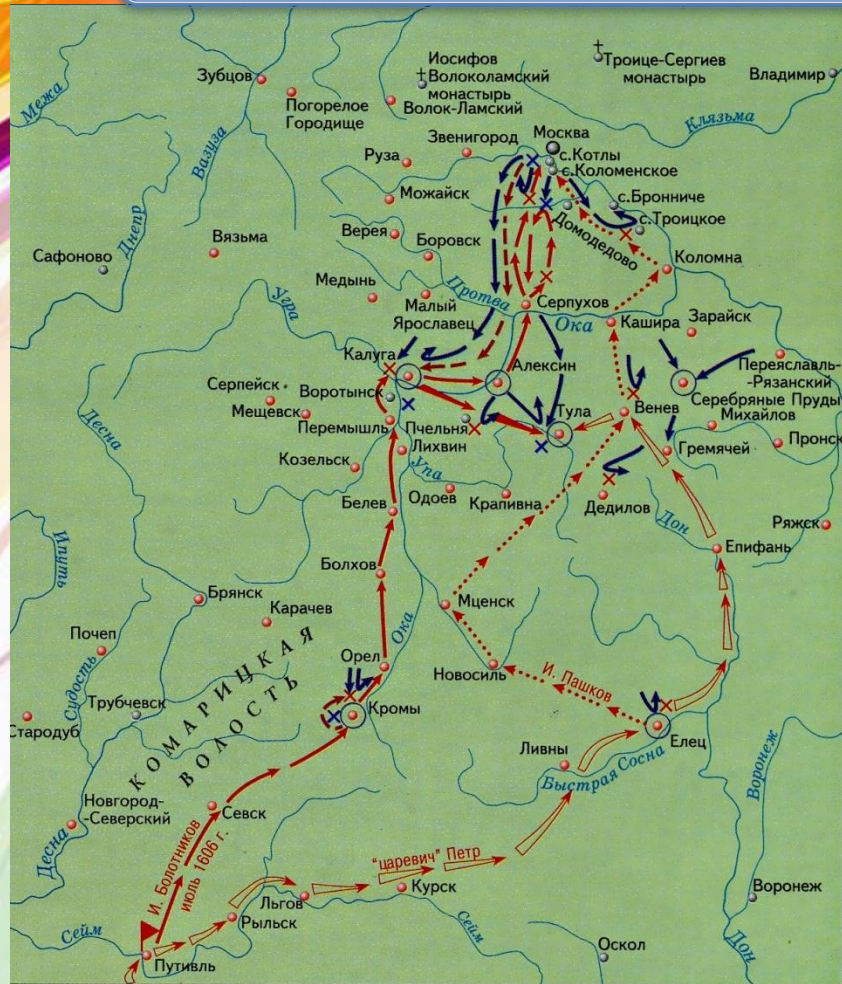 Межа
Зубцов
Вазуза
Погорелое
Городище
Иосифов
Волоколамский
монастырь
Волок-Ламский
Троице-Сергиев
монастырь
Владимир
Клязьма
Звенигород
Москва
с.Котлы
с.Коломенское
Руза
Можайск
с.Бронниче
с.Троицкое
Домодедово
Верея
Боровск
Коломна
Вязьма
Сафоново
Днепр
Медынь
Малый
Ярославец
Протва
Серпухов
Ока
Кашира
Зарайск
Угра
Калуга
Алексин
Переяславль-
-Рязанский
Серебряные Пруды
Серпейск
Воротынск
Мещевск
Перемышль
Пчельня
Тула
Венев
Михайлов
Лихвин
Гремячей
Пронск
Десна
Козельск
Упа
Одоев
Крапивна
Дедилов
Белев
Дон
Ряжск
Епифань
Болхов
Ипуть
Брянск
Карачев
Мценск
Почеп
Ока
Судость
Орел
Новосиль
И. Пашков
КОМАРИЦКАЯ
ВОЛОСТЬ
Трубчевск
Кромы
Стародуб
Елец
Ливны
Быстрая Сосна
Воронеж
Новгород-
-Северский
Севск
Десна
И. Болотников
июль 1606 г.
"царевич" Петр
Льгов
Курск
Рыльск
Воронеж
Сейм
Сейм
Путивль
Оскол
Дон